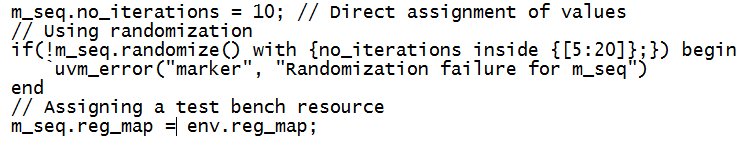 m_seq.no_iterations = 10; // Direct assignment of values
// Using randomization
if(!m_seq.randomize() with {no_iterations inside {[5:20]};}) begin
`uvm_error("marker", "Randomization failure for m_seq")
end
// Assigning a test bench resource
m_seq.reg_map = env.reg_map;